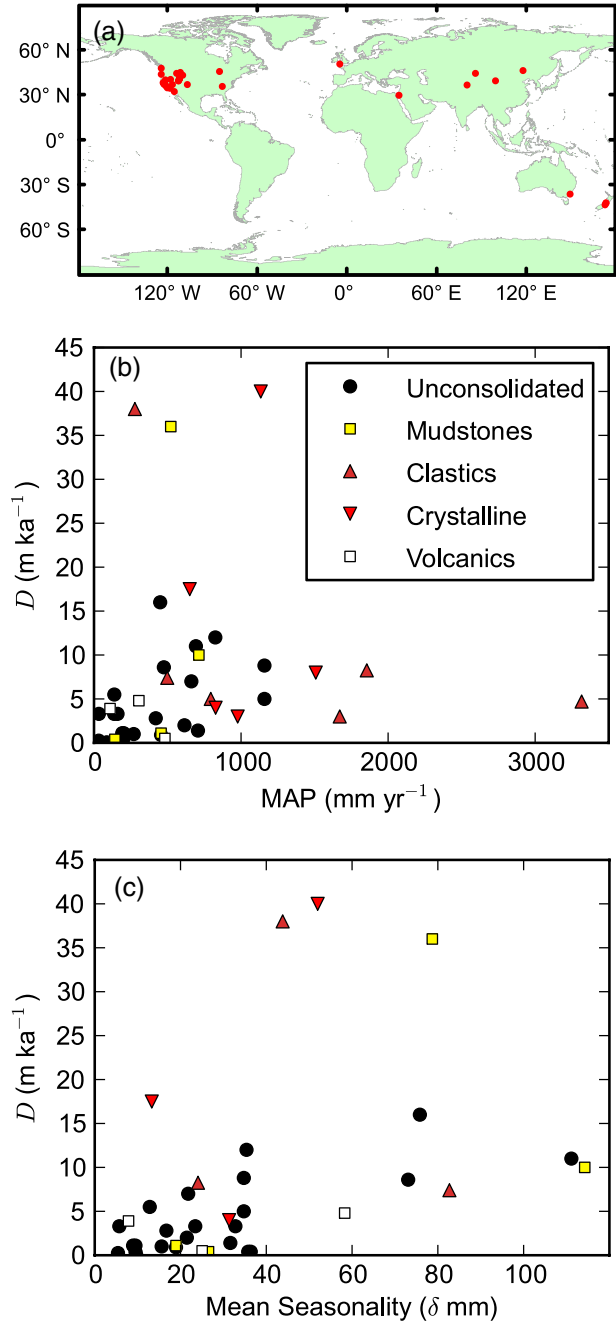 (a)
60° N
30° N
0°
30° S
60° S
120° W 60° W 0° 60° E 120° E
(b)
45
40
35
30
25
20
15
10
5
0
D (m ka⁻¹)
Unconsolidated
Mudstones
Clastics
Crystalline
Volcanics
0 1000 2000 3000
MAP (mm yr⁻¹)
(c)
45
40
35
30
25
20
15
10
5
0
D (m ka⁻¹)
0 20 40 60 80 100
Mean Seasonality (δ mm)